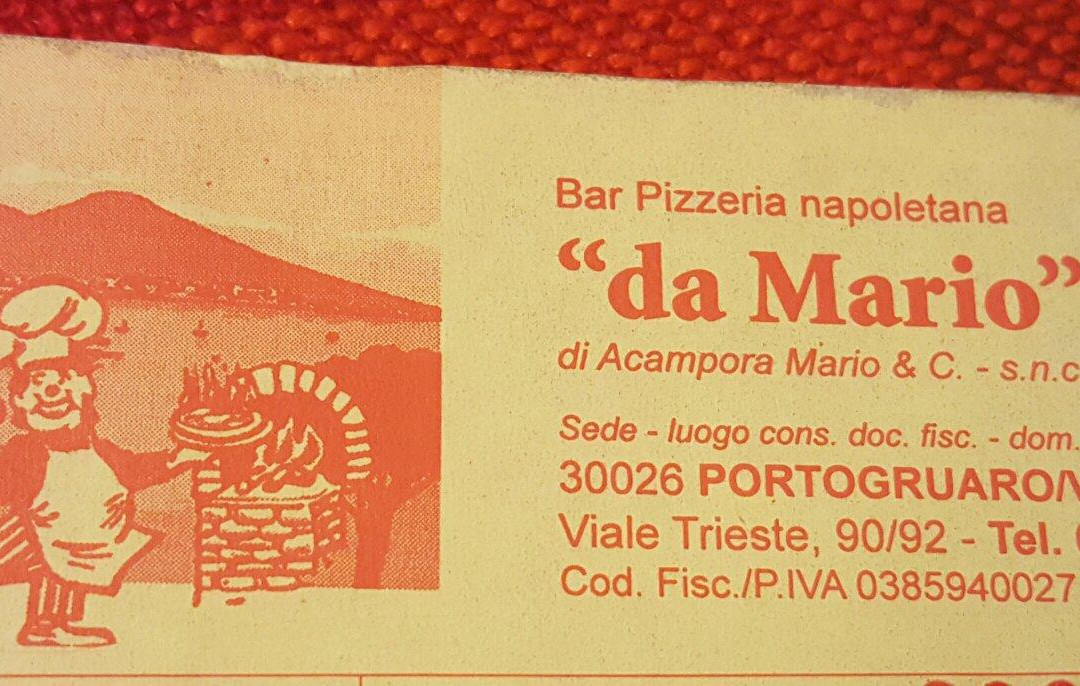 Bar Pizzeria napoletana
“da Mario”
di Acampora Mario & C. - s.n.c
Sede - luogo cons. doc. fisc. - dom.
30026 PORTOGRUARO/V
Viale Trieste, 90/92 - Tel.
Cod. Fisc./P.IVA 0385940027